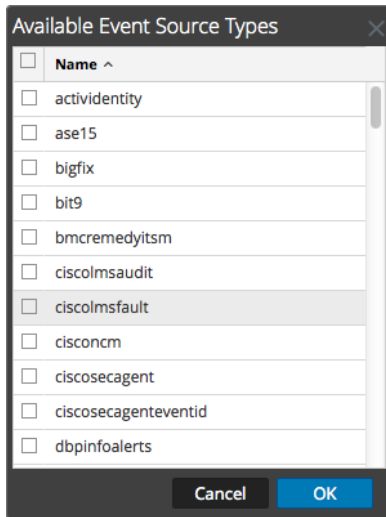 Available Event Source Types
Name
actividentity
ase15
bigfix
bit9
bmcremedyitsm
ciscolmsaudit
ciscolmsfault
cisconcm
ciscosecagent
ciscosecagenteventid
dbpinfoalerts
Cancel OK